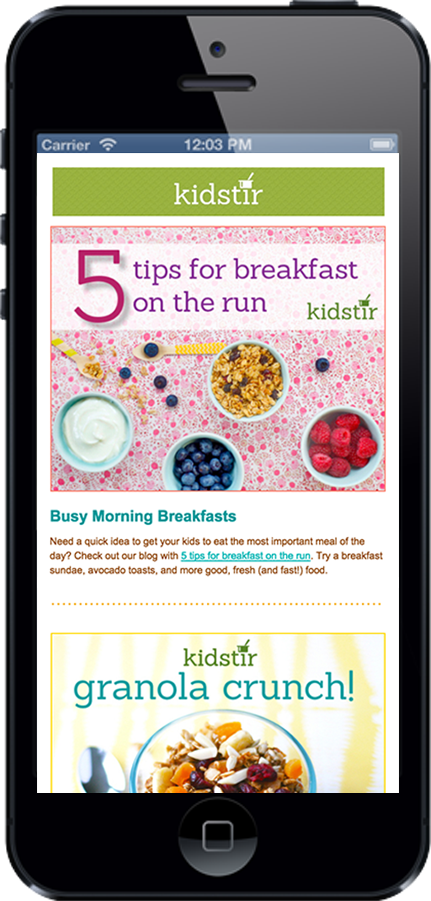 Carrier 12:03 PM
kidstir
5 tips for breakfast
on the run
kidstir
Busy Morning Breakfasts
Need a quick idea to get your kids to eat the most important meal of the
day? Check out our blog with 5 tips for breakfast on the run. Try a breakfast
sundae, avocado toasts, and more good, fresh (and fast!) food.
kidstir
granola crunch!